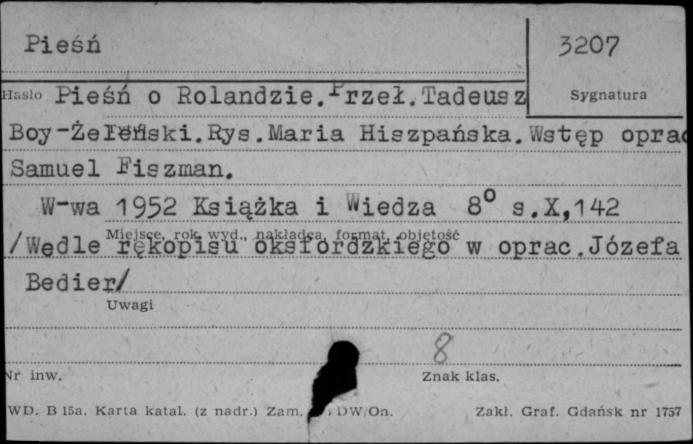 Pieśń
3207
Hasło Pieśń o Rolandzie.Przeł.Tadeusz
Sygnatura
Boy-Żeleński.Rys.Maria Hiszpańska.Wstęp oprac
Samuel Fiszman.
W-wa 1952 Książka i Wiedza 8° s.X,142
Miejsce, rok wyd., nakładca, format, objętość
/Wedle rękopisu oksfordzkiego w oprac.Józefa
Bedier/
Uwagi
8
Nr inw.
Znak klas.
WD. B 15a. Karta katal. (z nadr.) Zam. DW/On.
Zakł. Graf. Gdańsk nr 1757